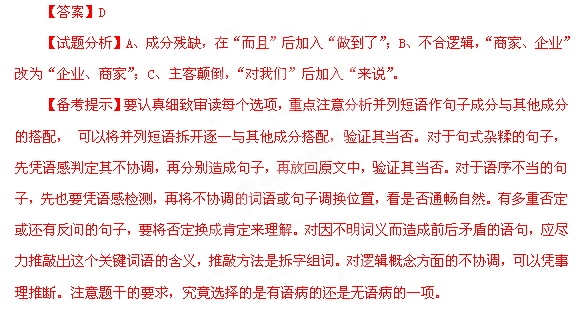 【答案】D
【试题分析】A、成分残缺，在“而且”后加入“做到了”；B、不合逻辑，“商家、企业”
改为“企业、商家”；C、主客颠倒，“对我们”后加入“来说”。
【备考提示】要认真细致审读每个选项，重点注意分析并列短语作句子成分与其他成分
的搭配， 可以将并列短语拆开逐一与其他成分搭配，验证其当否。对于句式杂糅的句子，
先凭语感判定其不协调，再分别造成句子，再放回原文中，验证其当否。对于语序不当的句
子，先也要凭语感检测，再将不协调的词语或句子调换位置，看是否通畅自然。有多重否定
或还有反问的句子，要将否定换成肯定来理解。对因不明词义而造成前后矛盾的语句，应尽
力推敲出这个关键词语的含义，推敲方法是拆字组词。对逻辑概念方面的不协调，可以凭事
理推断。注意题干的要求，究竟选择的是有语病的还是无语病的一项。